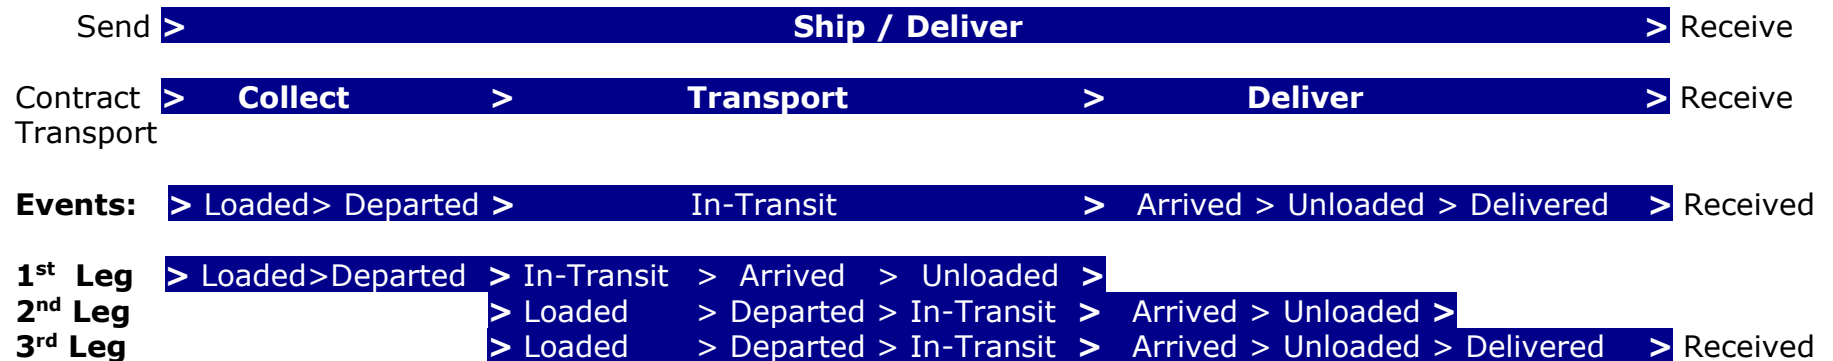 Send > Ship / Deliver > Receive
Contract > Collect > Transport > Deliver > Receive
Transport
Events: > Loaded> Departed > In-Transit > Arrived > Unloaded > Delivered > Received
1st Leg > Loaded>Departed > In-Transit > Arrived > Unloaded >
2nd Leg > Loaded > Departed > In-Transit > Arrived > Unloaded >
3rd Leg > Loaded > Departed > In-Transit > Arrived > Unloaded > Delivered > Received